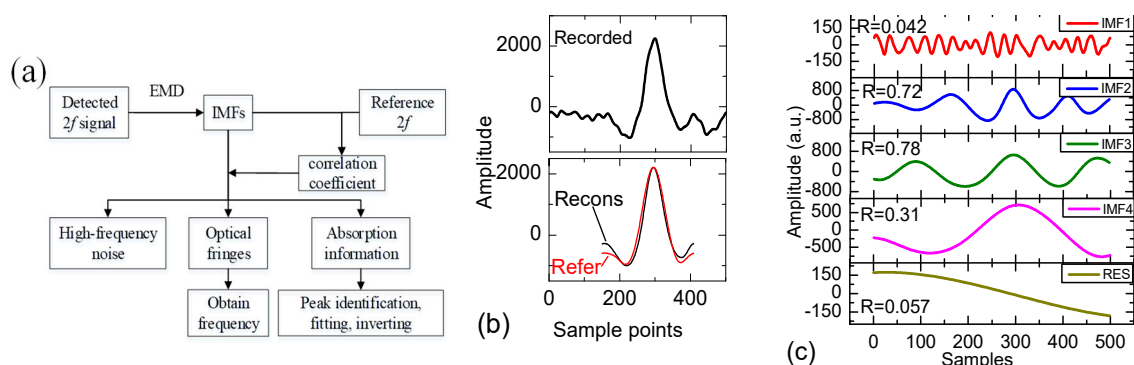 (a)
EMD
Detected
2f signal
IMFs
Reference
2f
correlation
coefficient
High-frequency
noise
Optical
fringes
Absorption
information
Obtain
frequency
Peak identification,
fitting, inverting
Amplitude
2000
0
Recorded
2000
0
Recons
Refer
0 200 400
Sample points
(b)
Amplitude (a.u.)
150
0
-150
R=0.042
IMF1
800
0
-800
R=0.72
IMF2
800
0
-800
R=0.78
IMF3
500
0
-500
R=0.31
IMF4
150
0
-150
R=0.057
RES
0 100 200 300 400 500
Samples
(c)